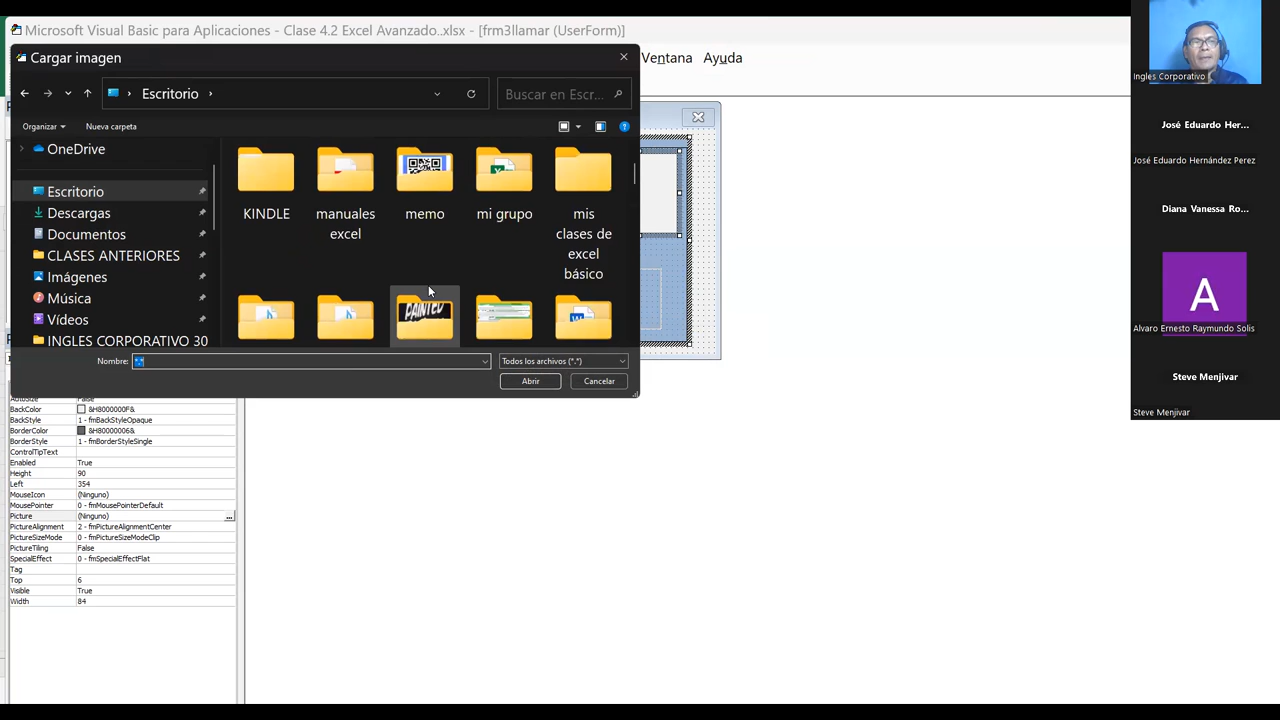 Microsoft Visual Basic para Aplicaciones - Clase 4.2 Excel Avanzado..xlsx - [frm3llamar (UserForm)]
Cargar imagen
Ventana Ayuda
Escritorio
Buscar en Escr...
Organizar
Nueva carpeta
OneDrive
Escritorio
Descargas
Documentos
CLASES ANTERIORES
Imágenes
Música
Vídeos
INGLES CORPORATIVO 30
KINDLE
manuales
excel
memo
mi grupo
mis
clases de
excel
básico
PAINTED
Nombre: *.*
Todos los archivos (*.*)
Abrir
Cancelar
AutoSize False
BackColor &H8000000F&
BackStyle 1 - fmBackStyleOpaque
BorderColor &H80000006&
BorderStyle 1 - fmBorderStyleSingle
ControlTipText
Enabled True
Height 90
Left 354
MouseIcon (Ninguno)
MousePointer 0 - fmMousePointerDefault
Picture (Ninguno) ...
PictureAlignment 2 - fmPictureAlignmentCenter
PictureSizeMode 0 - fmPictureSizeModeClip
PictureTiling False
SpecialEffect 0 - fmSpecialEffectFlat
Tag
Top 6
Visible True
Width 84
Ingles Corporativo
José Eduardo Her...
José Eduardo Hernández Perez
Diana Vanessa Ro...
A
Alvaro Ernesto Raymundo Solis
Steve Menjivar
Steve Menjivar